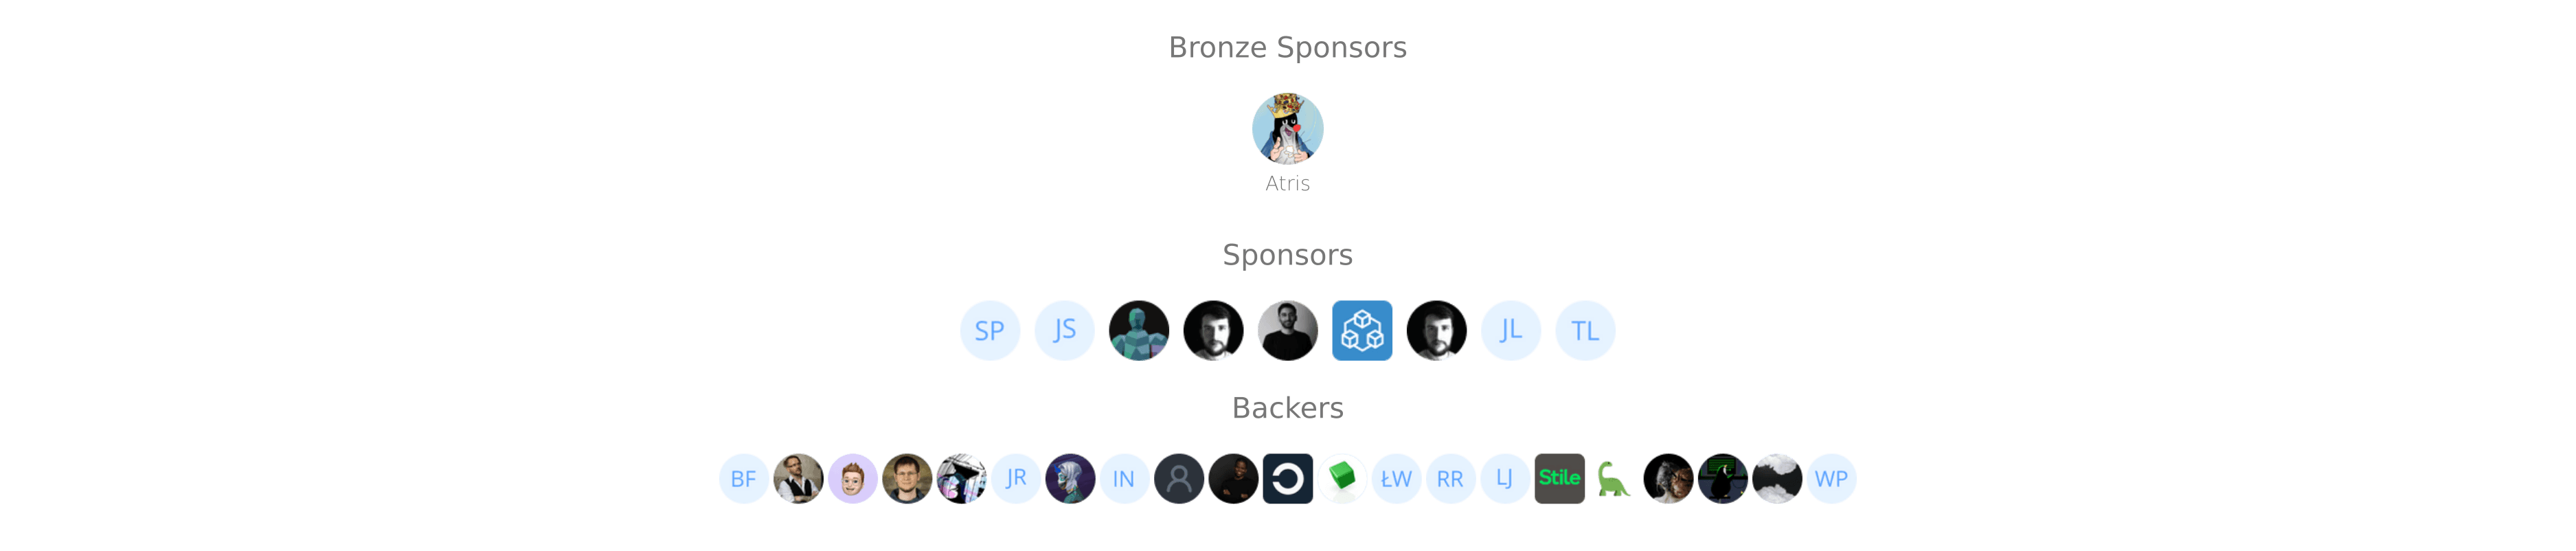 Bronze Sponsors
Atris
Sponsors
SP JS JL TL
Backers
BF JR IN ŁW RR LJ Stile WP